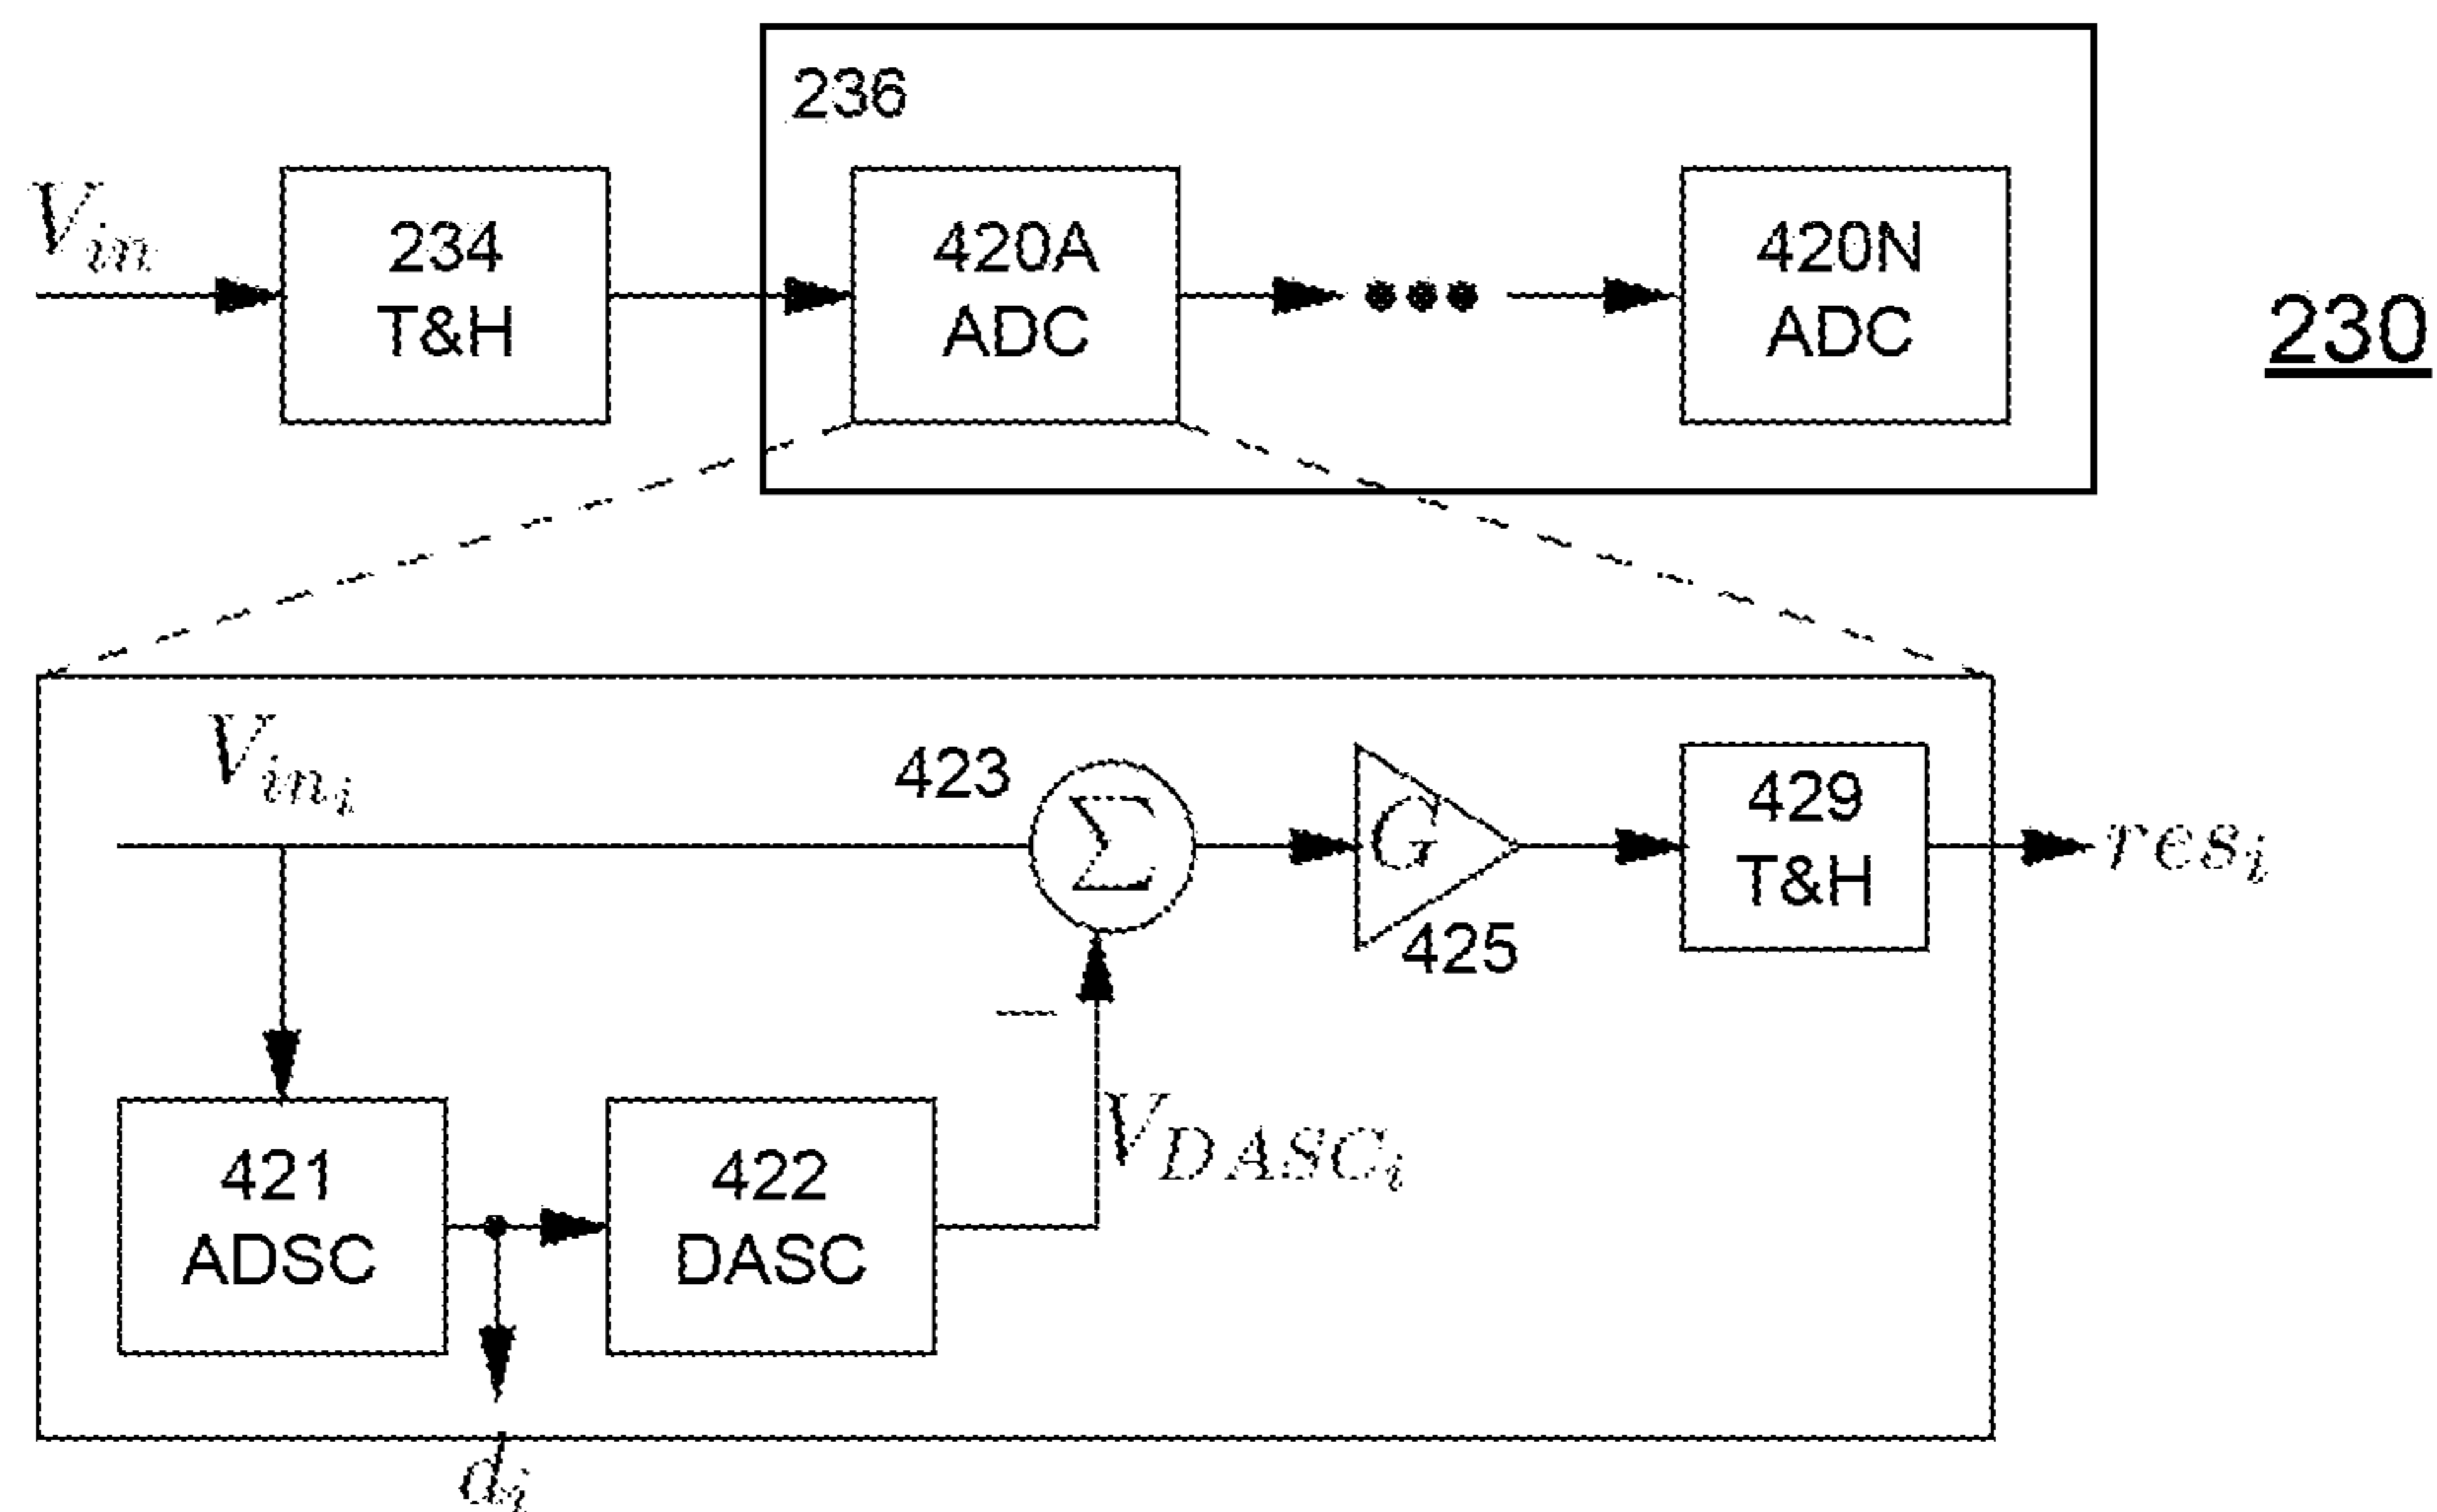 236
V_in
234
T&H
420A
ADC
420N
ADC
230
V_in_i
423
Σ
G
425
429
T&H
res_i
421
ADSC
422
DASC
−
V_DASC_i
d_i